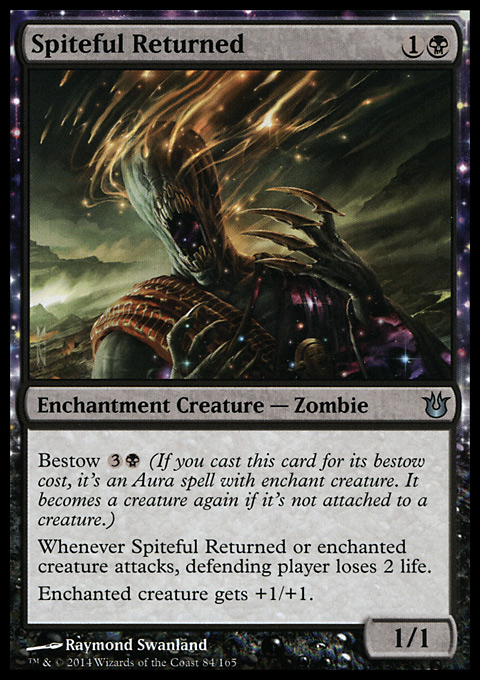 Spiteful Returned 1
Enchantment Creature — Zombie
Bestow 3 (If you cast this card for its bestow
cost, it's an Aura spell with enchant creature. It
becomes a creature again if it's not attached to a
creature.)
Whenever Spiteful Returned or enchanted
creature attacks, defending player loses 2 life.
Enchanted creature gets +1/+1.
Raymond Swanland
1/1
™ & © 2014 Wizards of the Coast 84/165